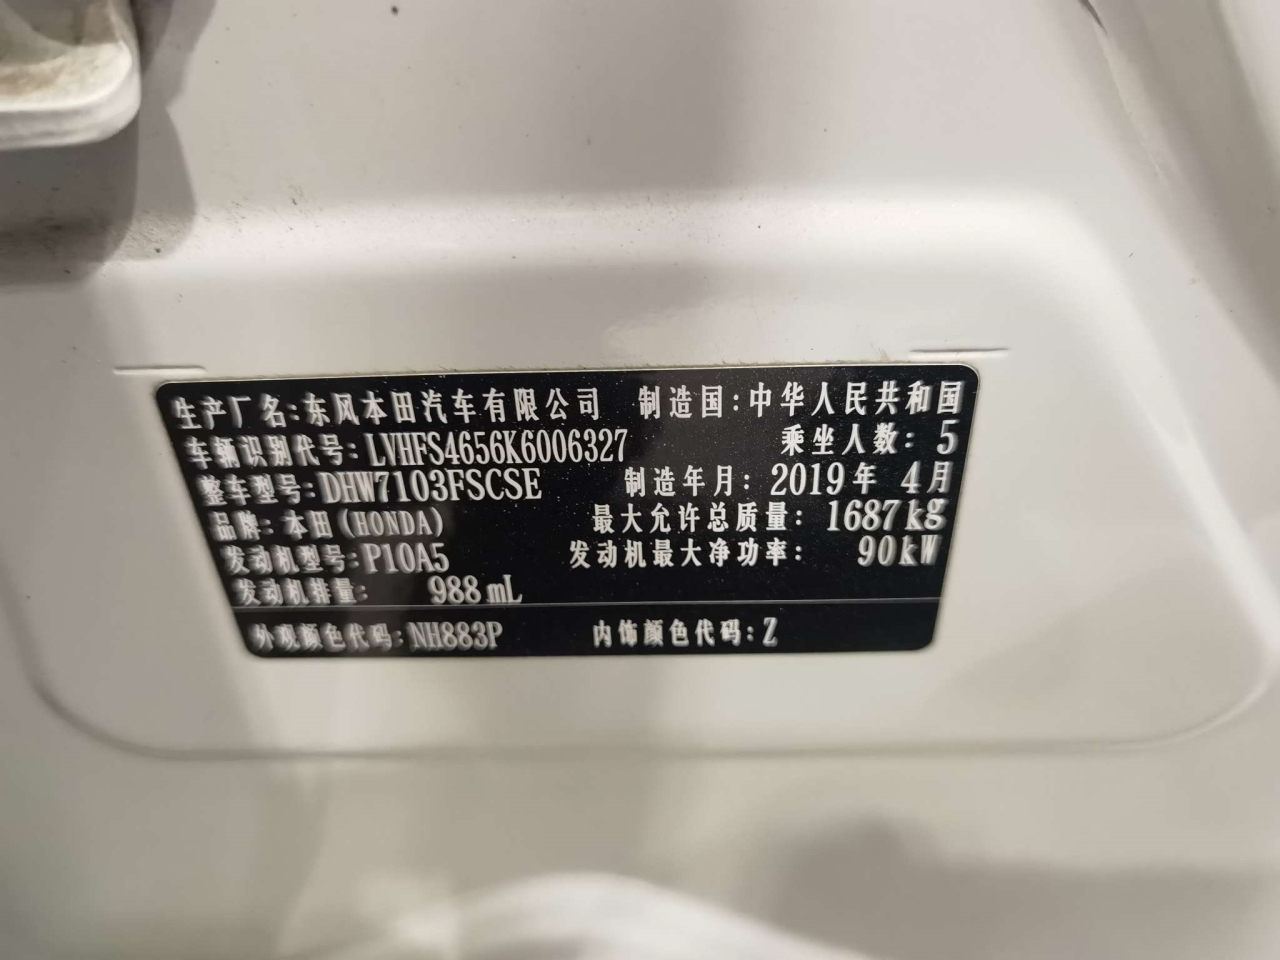 生产厂名:东风本田汽车有限公司 制造国:中华人民共和国
车辆识别代号:LVHFS4656K6006327 乘坐人数:5
整车型号:DHW7103FSCSE 制造年月:2019年 4月
品牌:本田(HONDA) 最大允许总质量:1687kg
发动机型号:P10A5 发动机最大净功率:90kW
发动机排量: 988mL
外观颜色代码:NH883P 内饰颜色代码:Z